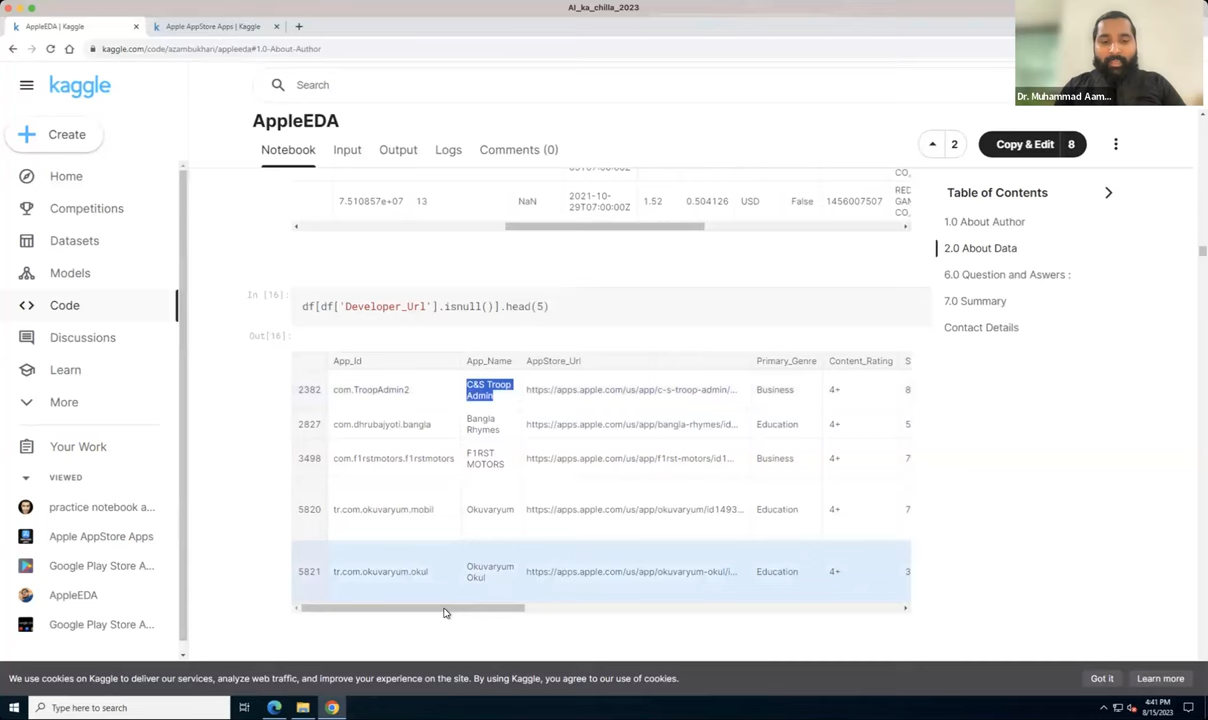 AI_ka_chilla_2023
AppleEDA | Kaggle
Apple AppStore Apps | Kaggle
kaggle.com/code/azambukhari/appleeda#1.0-About-Author
Dr. Muhammad Aam...
kaggle
Search
Create
Home
Competitions
Datasets
Models
Code
Discussions
Learn
More
Your Work
VIEWED
practice notebook a...
Apple AppStore Apps
Google Play Store A...
AppleEDA
Google Play Store A...
AppleEDA
2
Copy & Edit 8
Notebook Input Output Logs Comments (0)
CO,
7.510857e+07 13 NaN 2021-10-29T07:00:00Z 1.52 0.504126 USD False 1456007507 RED GAM CO,
In [16]: df[df['Developer_Url'].isnull()].head(5)
Out[16]:
App_Id App_Name AppStore_Url Primary_Genre Content_Rating S
2382 com.TroopAdmin2 C&S Troop Admin https://apps.apple.com/us/app/c-s-troop-admin/... Business 4+ 8
2827 com.dhrubajyoti.bangla Bangla Rhymes https://apps.apple.com/us/app/bangla-rhymes/id... Education 4+ 5
3498 com.f1rstmotors.f1rstmotors F1RST MOTORS https://apps.apple.com/us/app/f1rst-motors/id1... Business 4+ 7
5820 tr.com.okuvaryum.mobil Okuvaryum https://apps.apple.com/us/app/okuvaryum/id1493... Education 4+ 7
5821 tr.com.okuvaryum.okul Okuvaryum Okul https://apps.apple.com/us/app/okuvaryum-okul/i... Education 4+ 3
Table of Contents
1.0 About Author
2.0 About Data
6.0 Question and Aswers :
7.0 Summary
Contact Details
We use cookies on Kaggle to deliver our services, analyze web traffic, and improve your experience on the site. By using Kaggle, you agree to our use of cookies.
Got it
Learn more
Type here to search
4:41 PM
8/15/2023